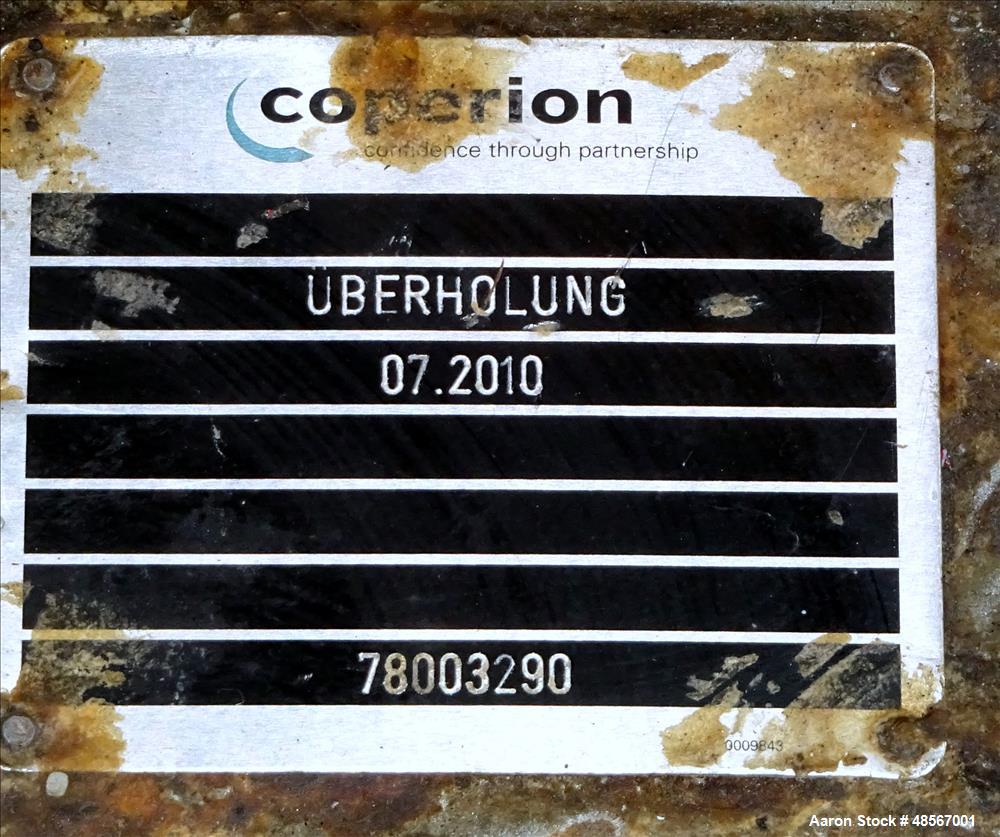 coperion
confidence through partnership
ÜBERHOLUNG
07.2010
78003290
0009843
Aaron Stock # 48567001